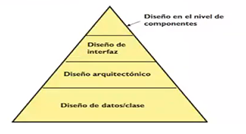 Diseño en el nivel de
componentes
Diseño de
interfaz
Diseño arquitectónico
Diseño de datos/clase